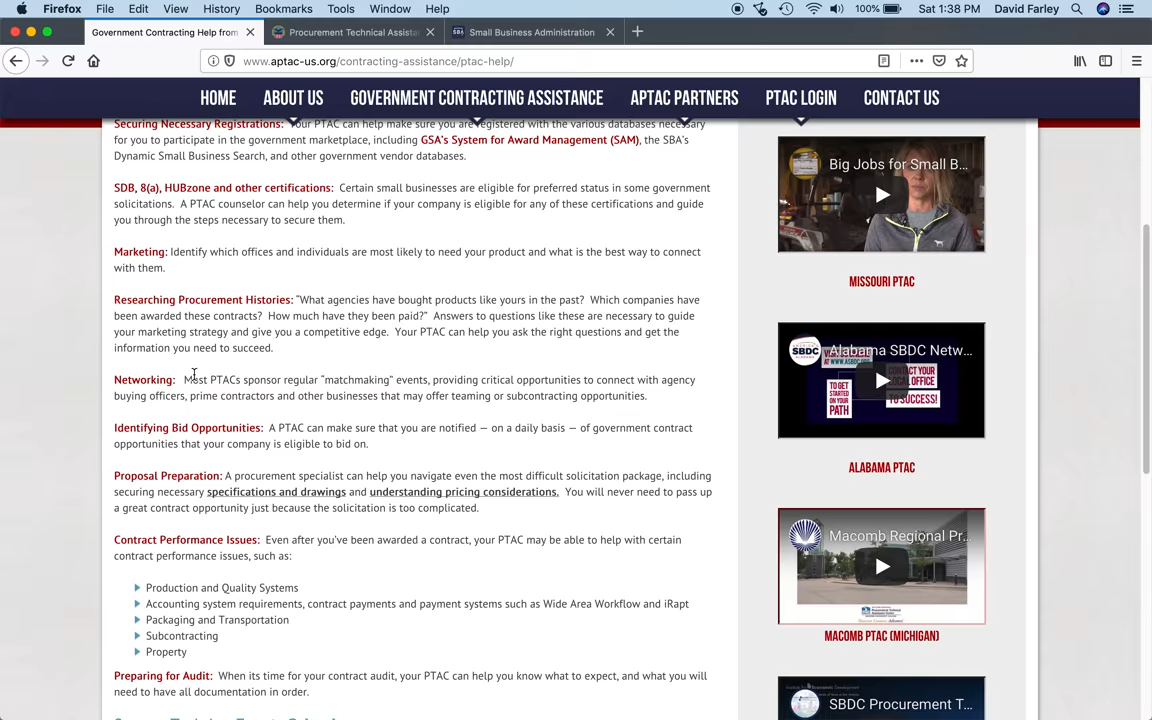 Firefox File Edit View History Bookmarks Tools Window Help 100% Sat 1:38 PM David Farley
Government Contracting Help from Procurement Technical Assista Small Business Administration
www.aptac-us.org/contracting-assistance/ptac-help/
HOME ABOUT US GOVERNMENT CONTRACTING ASSISTANCE APTAC PARTNERS PTAC LOGIN CONTACT US
Securing Necessary Registrations: Your PTAC can help make sure you are registered with the various databases necessary
for you to participate in the government marketplace, including GSA's System for Award Management (SAM), the SBA's
Dynamic Small Business Search, and other government vendor databases.
SDB, 8(a), HUBzone and other certifications: Certain small businesses are eligible for preferred status in some government
solicitations. A PTAC counselor can help you determine if your company is eligible for any of these certifications and guide
you through the steps necessary to secure them.
Marketing: Identify which offices and individuals are most likely to need your product and what is the best way to connect
with them.
Researching Procurement Histories: “What agencies have bought products like yours in the past? Which companies have
been awarded these contracts? How much have they been paid?” Answers to questions like these are necessary to guide
your marketing strategy and give you a competitive edge. Your PTAC can help you ask the right questions and get the
information you need to succeed.
Networking: Most PTACs sponsor regular “matchmaking” events, providing critical opportunities to connect with agency
buying officers, prime contractors and other businesses that may offer teaming or subcontracting opportunities.
Identifying Bid Opportunities: A PTAC can make sure that you are notified — on a daily basis — of government contract
opportunities that your company is eligible to bid on.
Proposal Preparation: A procurement specialist can help you navigate even the most difficult solicitation package, including
securing necessary specifications and drawings and understanding pricing considerations. You will never need to pass up
a great contract opportunity just because the solicitation is too complicated.
Contract Performance Issues: Even after you've been awarded a contract, your PTAC may be able to help with certain
contract performance issues, such as:
Production and Quality Systems
Accounting system requirements, contract payments and payment systems such as Wide Area Workflow and iRapt
Packaging and Transportation
Subcontracting
Property
Preparing for Audit: When its time for your contract audit, your PTAC can help you know what to expect, and what you will
need to have all documentation in order.
Big Jobs for Small B...
MISSOURI PTAC
AMERICA'S
SBDC
ALABAMA
Alabama SBDC Netw...
VISIT US AT WWW.ASBDC.ORG
TO GET
STARTED
ON YOUR
PATH
CONTACT YOUR
LOCAL OFFICE
TO SUCCESS!
ALABAMA PTAC
Macomb Regional Pr...
MACOMB PTAC (MICHIGAN)
SBDC Procurement T...